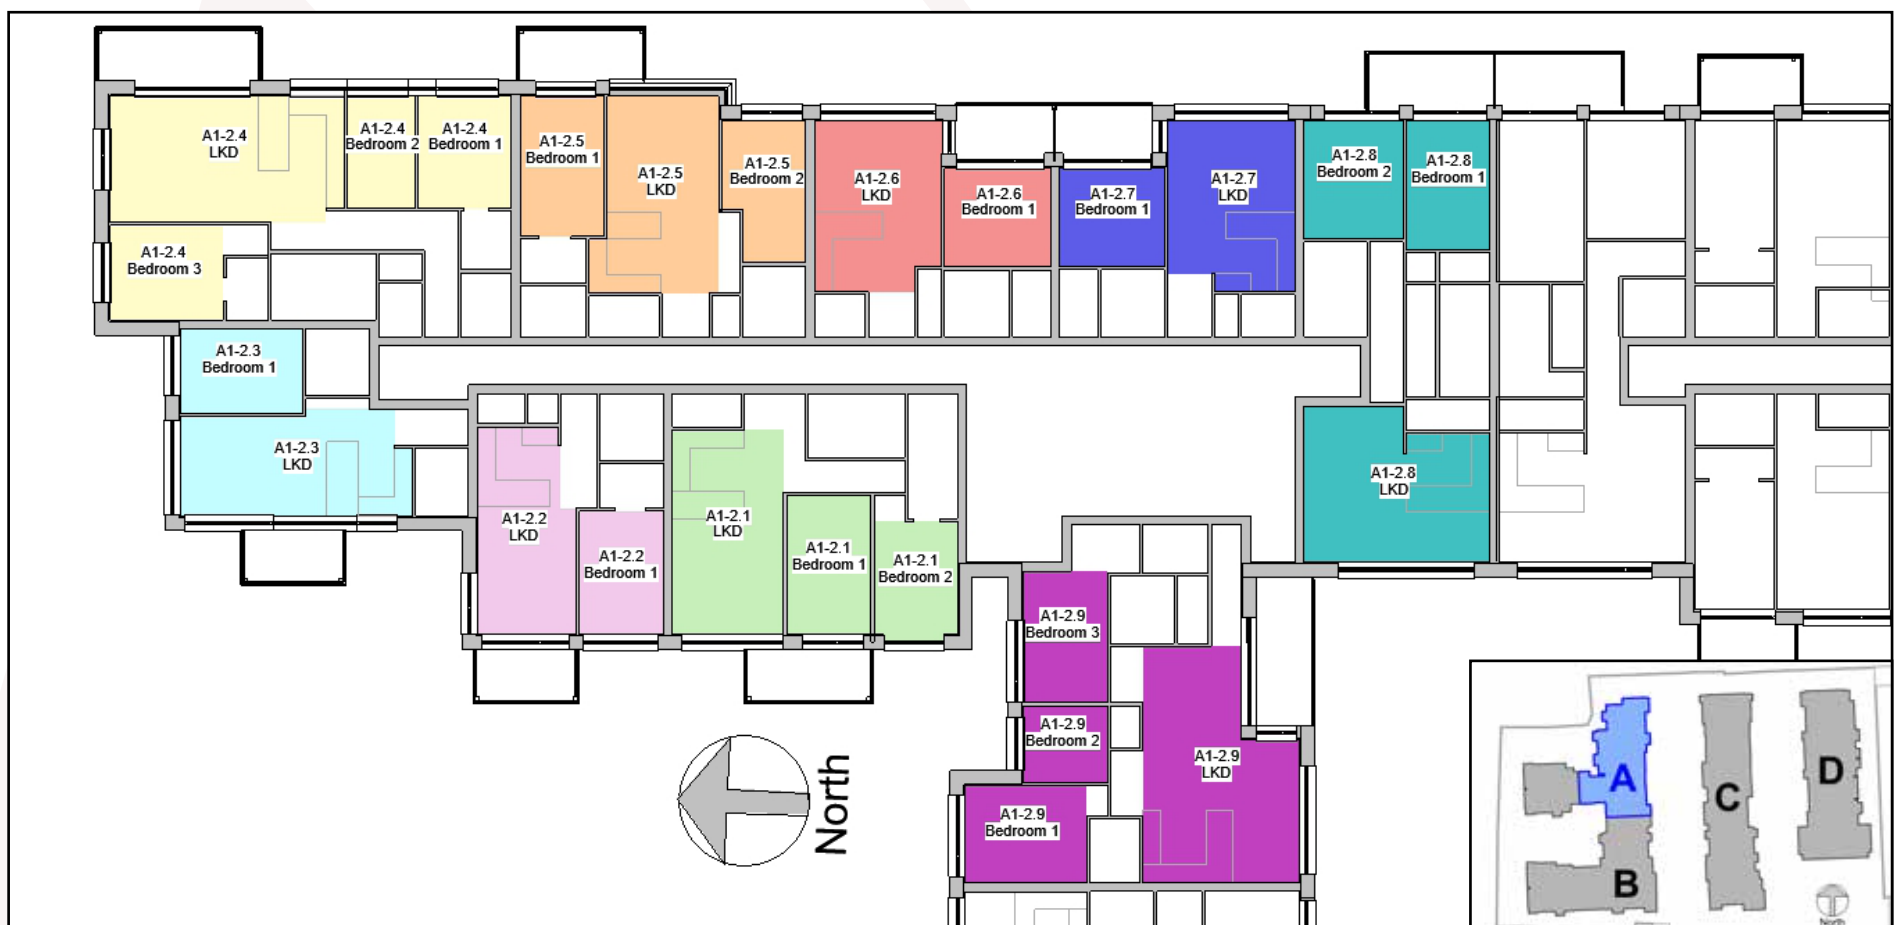 A1-2.4
LKD
A1-2.4
Bedroom 2
A1-2.4
Bedroom 1
A1-2.4
Bedroom 3
A1-2.5
Bedroom 1
A1-2.5
LKD
A1-2.5
Bedroom 2
A1-2.6
LKD
A1-2.6
Bedroom 1
A1-2.7
Bedroom 1
A1-2.7
LKD
A1-2.8
Bedroom 2
A1-2.8
Bedroom 1
A1-2.3
Bedroom 1
A1-2.3
LKD
A1-2.2
LKD
A1-2.2
Bedroom 1
A1-2.1
LKD
A1-2.1
Bedroom 1
A1-2.1
Bedroom 2
A1-2.8
LKD
A1-2.9
Bedroom 3
A1-2.9
Bedroom 2
A1-2.9
LKD
A1-2.9
Bedroom 1
North
A
B
C
D
North